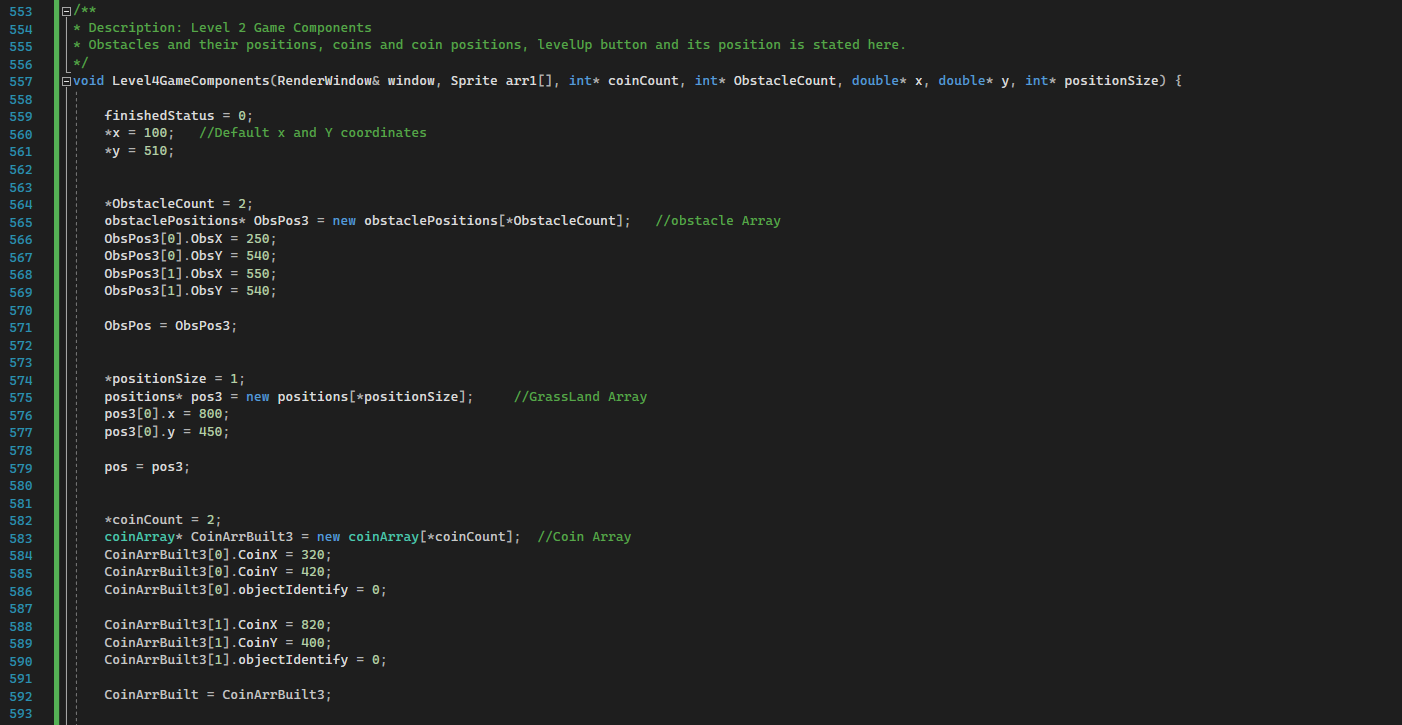 553 /**
554 * Description: Level 2 Game Components
555 * Obstacles and their positions, coins and coin positions, levelUp button and its position is stated here.
556 */
557 void Level4GameComponents(RenderWindow& window, Sprite arr1[], int* coinCount, int* ObstacleCount, double* x, double* y, int* positionSize) {
558
559 finishedStatus = 0;
560 *x = 100;   //Default x and Y coordinates
561 *y = 510;
562
563
564 *ObstacleCount = 2;
565 obstaclePositions* ObsPos3 = new obstaclePositions[*ObstacleCount];   //obstacle Array
566 ObsPos3[0].ObsX = 250;
567 ObsPos3[0].ObsY = 540;
568 ObsPos3[1].ObsX = 550;
569 ObsPos3[1].ObsY = 540;
570
571 ObsPos = ObsPos3;
572
573
574 *positionSize = 1;
575 positions* pos3 = new positions[*positionSize];     //GrassLand Array
576 pos3[0].x = 800;
577 pos3[0].y = 450;
578
579 pos = pos3;
580
581
582 *coinCount = 2;
583 coinArray* CoinArrBuilt3 = new coinArray[*coinCount];  //Coin Array
584 CoinArrBuilt3[0].CoinX = 320;
585 CoinArrBuilt3[0].CoinY = 420;
586 CoinArrBuilt3[0].objectIdentify = 0;
587
588 CoinArrBuilt3[1].CoinX = 820;
589 CoinArrBuilt3[1].CoinY = 400;
590 CoinArrBuilt3[1].objectIdentify = 0;
591
592 CoinArrBuilt = CoinArrBuilt3;
593